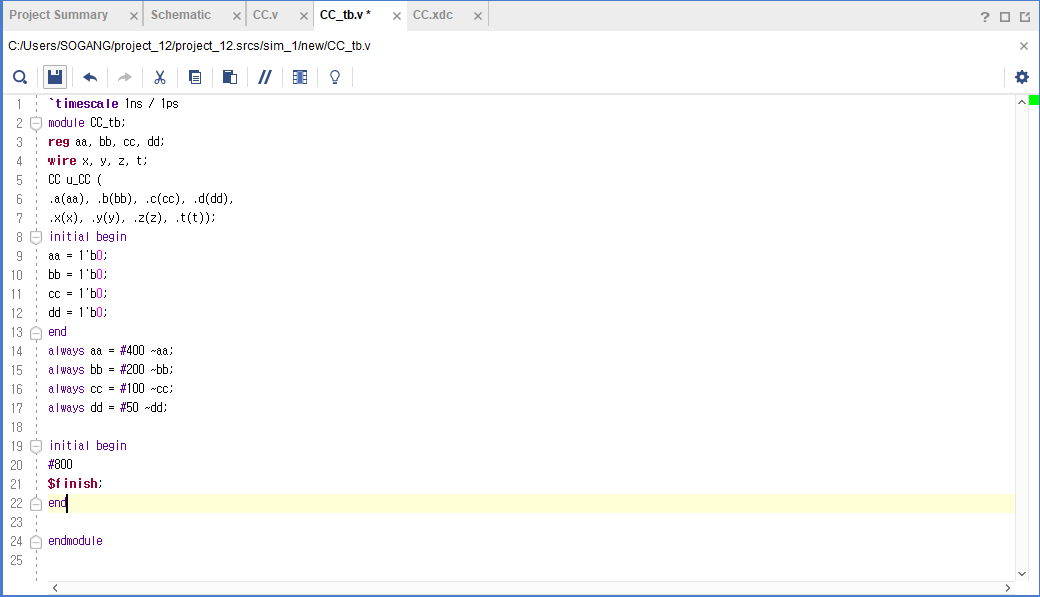 Project Summary × Schematic × CC.v × CC_tb.v * × CC.xdc ×
C:/Users/SOGANG/project_12/project_12.srcs/sim_1/new/CC_tb.v
1 `timescale 1ns / 1ps
2 module CC_tb;
3 reg aa, bb, cc, dd;
4 wire x, y, z, t;
5 CC u_CC (
6 .a(aa), .b(bb), .c(cc), .d(dd),
7 .x(x), .y(y), .z(z), .t(t));
8 initial begin
9 aa = 1'b0;
10 bb = 1'b0;
11 cc = 1'b0;
12 dd = 1'b0;
13 end
14 always aa = #400 ~aa;
15 always bb = #200 ~bb;
16 always cc = #100 ~cc;
17 always dd = #50 ~dd;
18
19 initial begin
20 #800
21 $finish;
22 end
23
24 endmodule
25